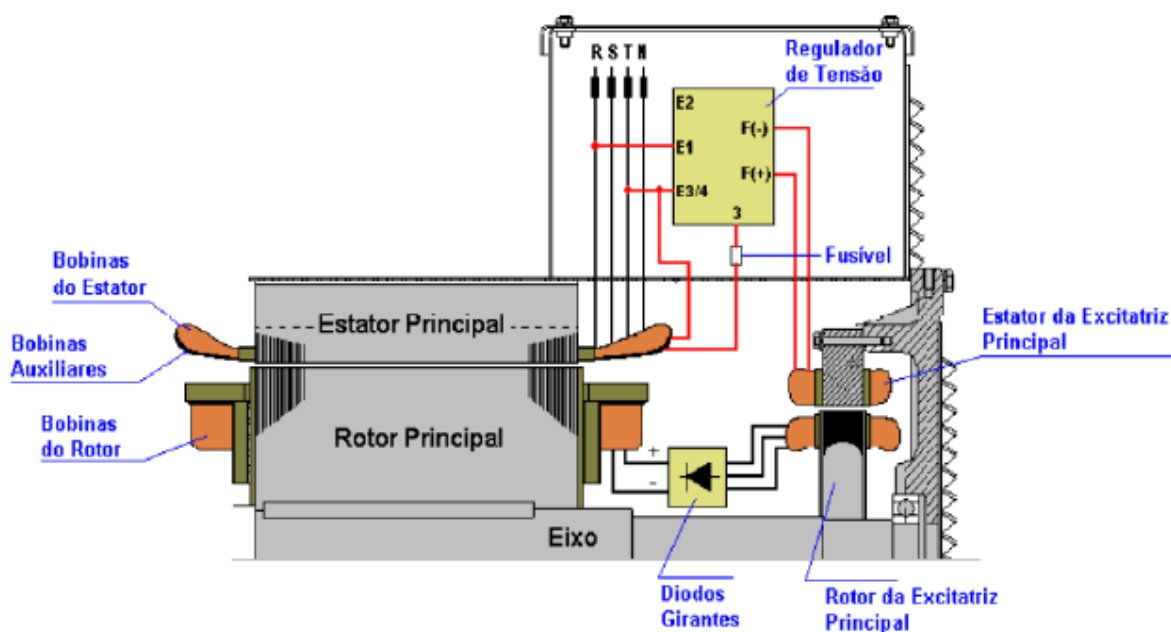 R S T N
Regulador
de Tensão
E2
F(-)
E1
F(+)
E3/4
3
Fusível
Bobinas
do Estator
Estator Principal
Bobinas
Auxiliares
Estator da Excitatriz
Principal
Bobinas
do Rotor
Rotor Principal
+
-
Eixo
Diodos
Girantes
Rotor da Excitatriz
Principal